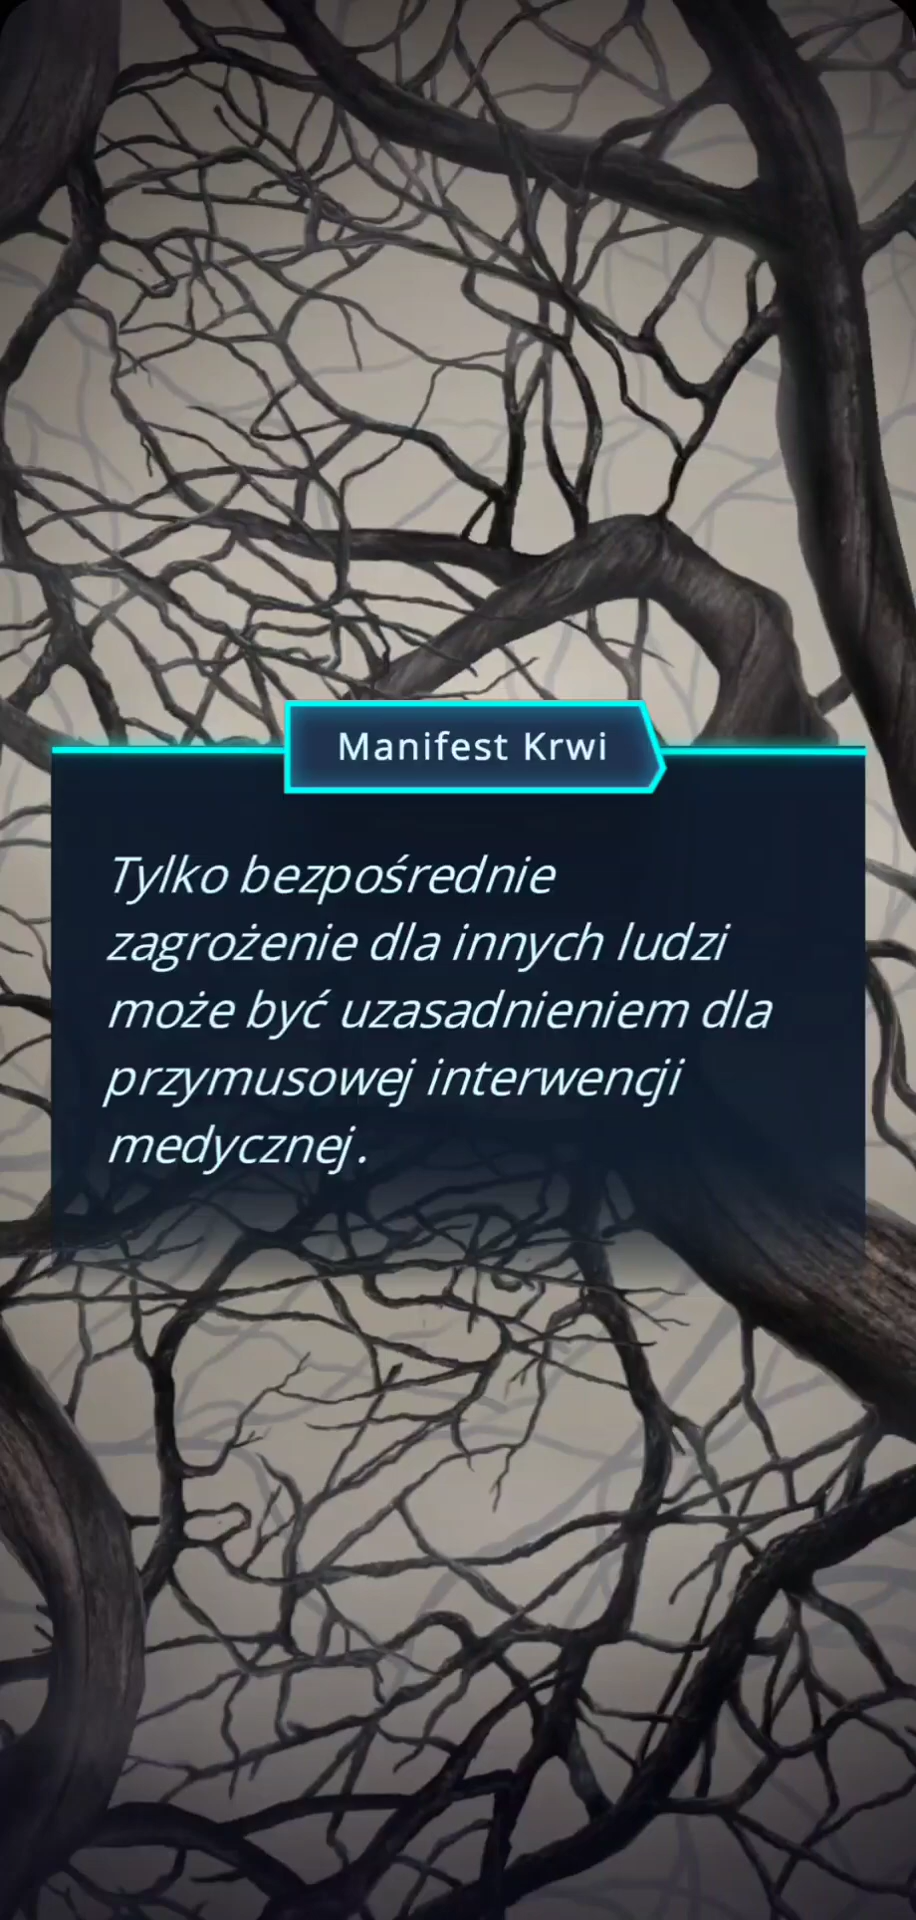 Manifest Krwi
Tylko bezpośrednie
zagrożenie dla innych ludzi
może być uzasadnieniem dla
przymusowej interwencji
medycznej.